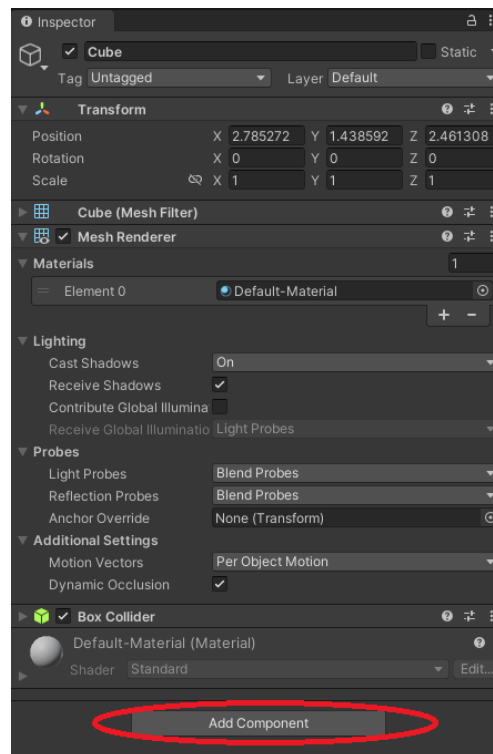 Inspector
Cube Static
Tag Untagged Layer Default
Transform
Position X 2.785272 Y 1.438592 Z 2.461308
Rotation X 0 Y 0 Z 0
Scale X 1 Y 1 Z 1
Cube (Mesh Filter)
Mesh Renderer
Materials 1
Element 0 Default-Material
+ -
Lighting
Cast Shadows On
Receive Shadows
Contribute Global Illumina
Receive Global Illuminatio Light Probes
Probes
Light Probes Blend Probes
Reflection Probes Blend Probes
Anchor Override None (Transform)
Additional Settings
Motion Vectors Per Object Motion
Dynamic Occlusion
Box Collider
Default-Material (Material)
Shader Standard Edit...
Add Component